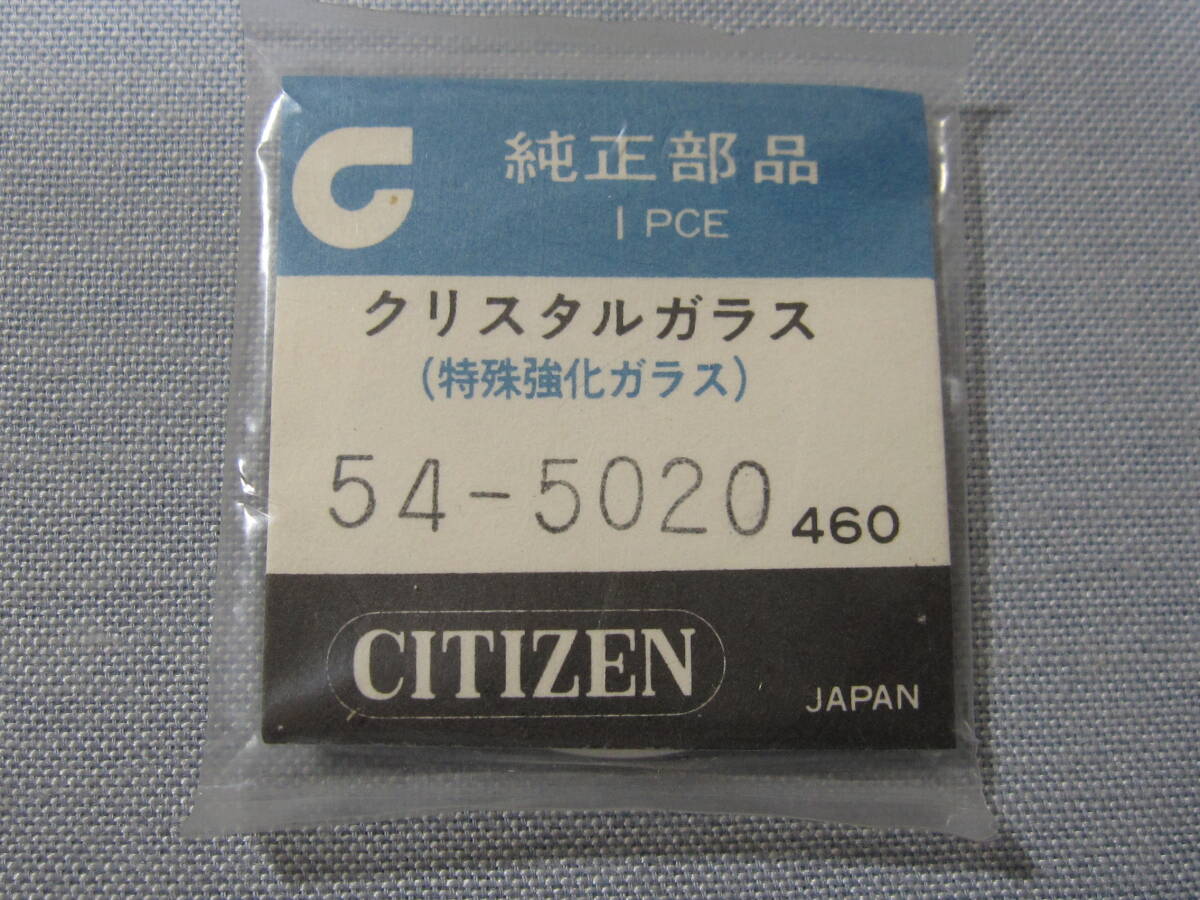 純正部品
1 PCE
クリスタルガラス
(特殊強化ガラス)
54-5020 460
CITIZEN
JAPAN